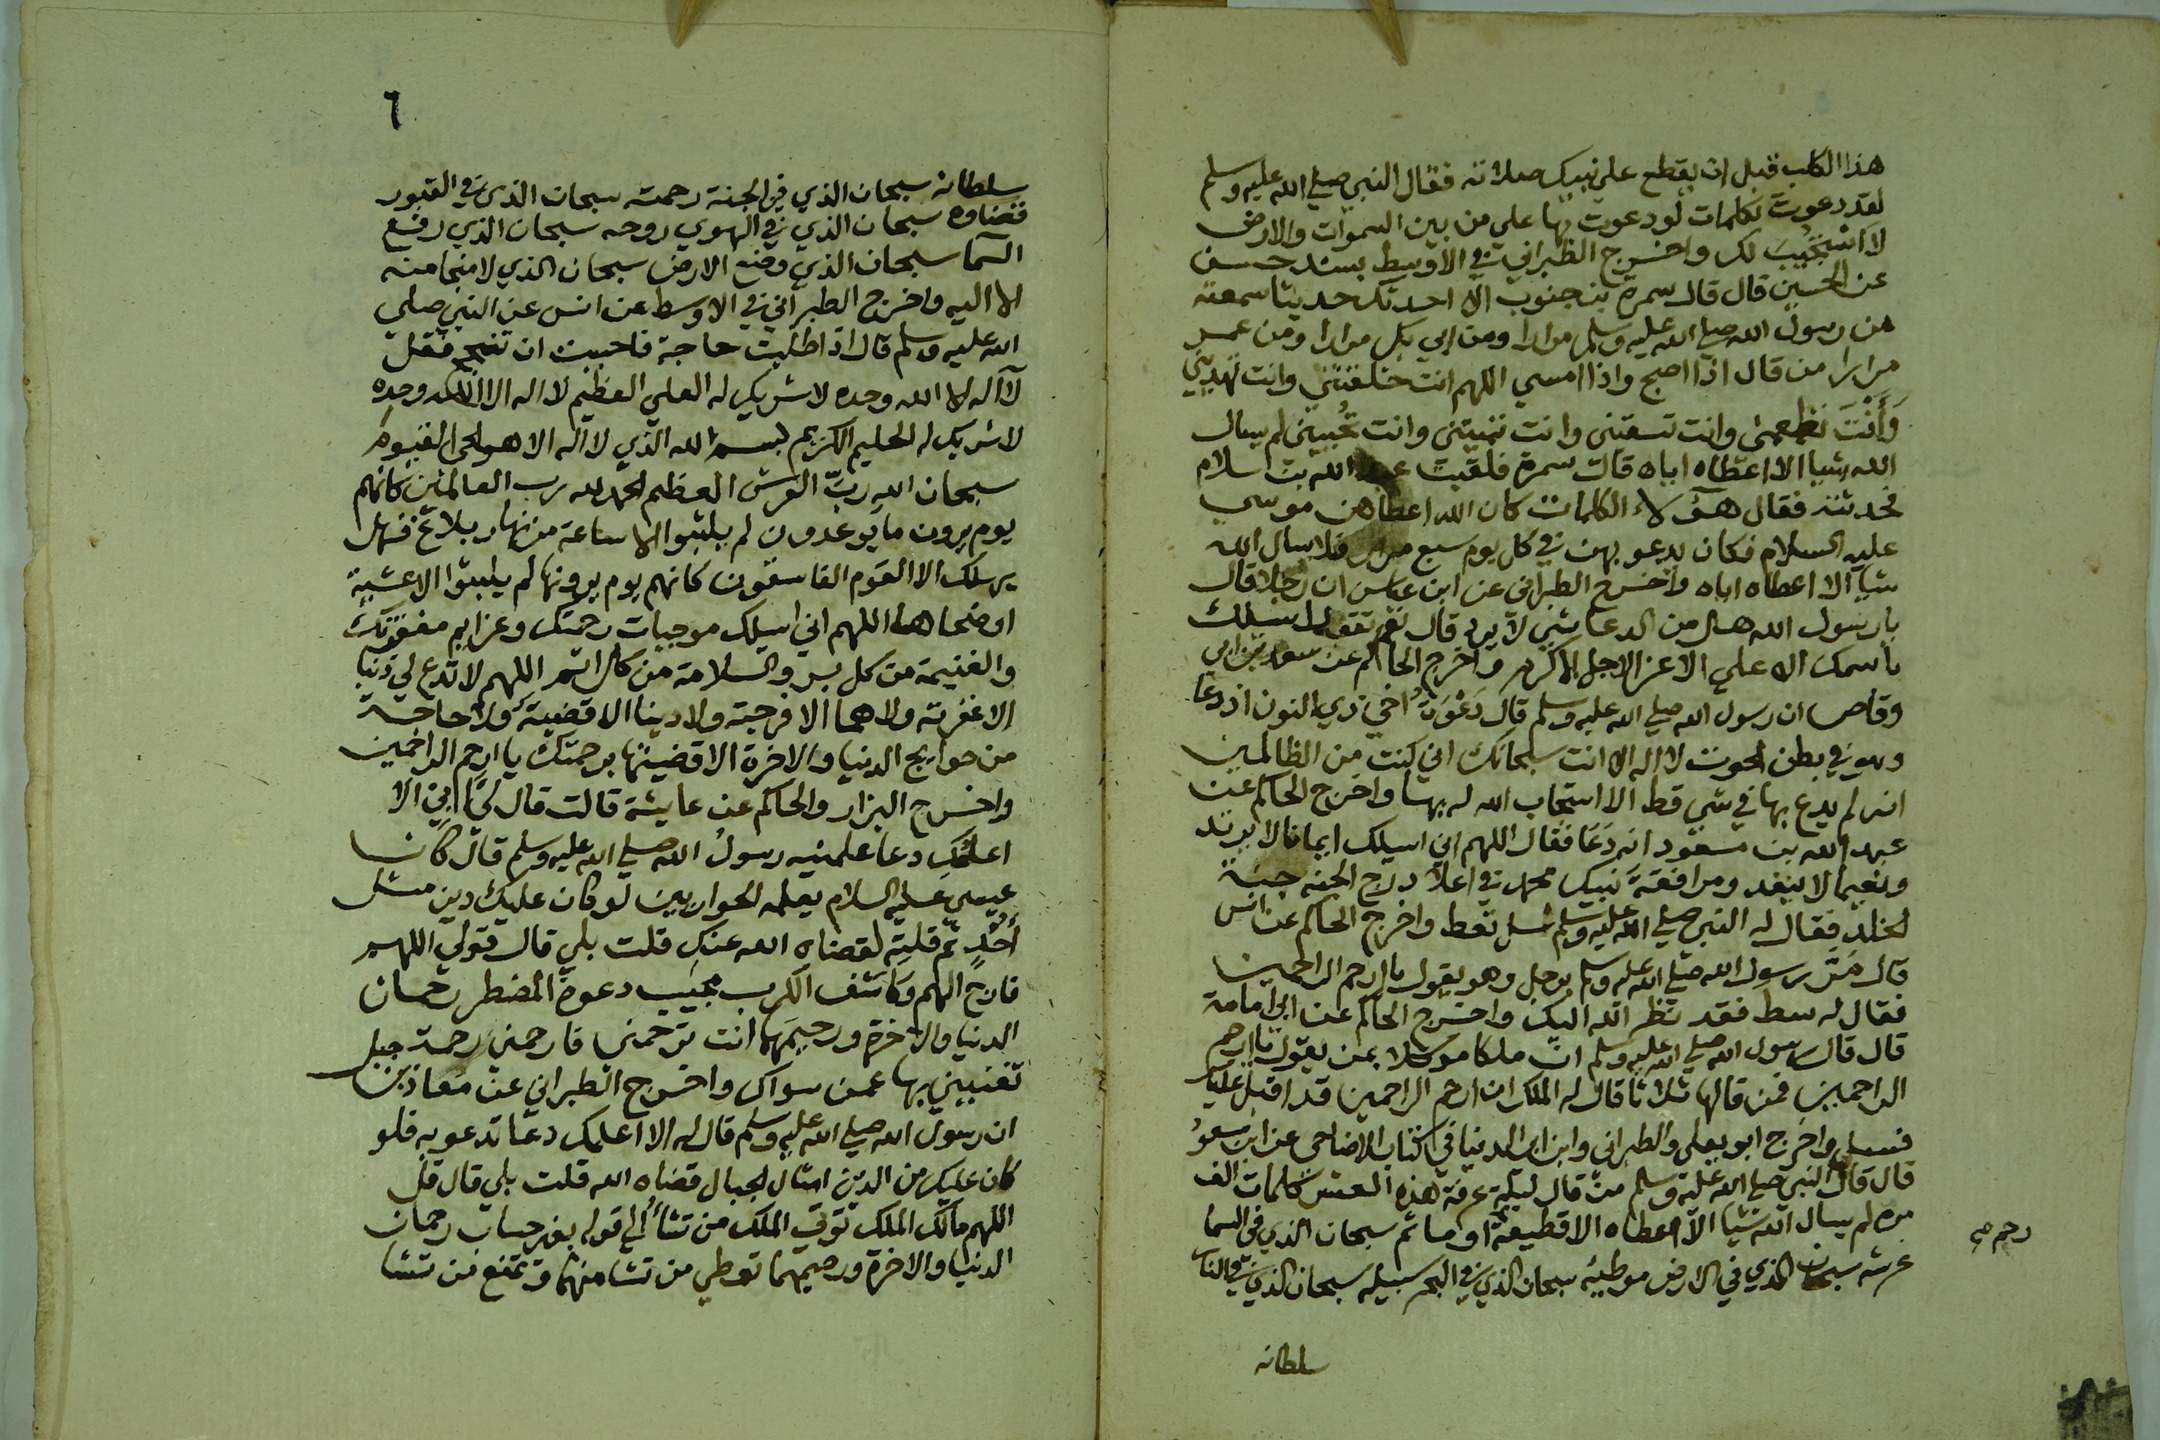 هذا الكلب قبل ان يقطع علي نبيك صلاته فقال النبي صلي الله عليه وسلم
لقد دعوت بكلمات لو دعوت بها علي من بين السموات والارض
لاستجيب لك واخرج الطبراني في الاوسط بسند حسن
عن الحسين قال قال سمرة بن جنوب الا احدثك حديثا سمعته
من رسول الله صلي الله عليه وسلم مرارا ومن ابي بكر مرارا ومن عمر
مرارا من قال اذا اصبح واذا امسي اللهم انت خلقتني وانت تهديني
وانت تطعمني وانت تسقني وانت تميتني وانت تحييني لم يسال
الله شيا الا اعطاه اياه قال سمرة فلقيت عبد الله بن سلام
فحدثته فقال هؤلاء الكلمات كان الله اعطاهن موسي
عليه السلام فكان يدعو بهن في كل يوم سبع مرار فلا يسال الله
شيا الا اعطاه اياه واخرج الطبراني عن ابن عباس ان رجلا قال
يا رسول الله هل من الدعا شي لا يرد قال نعم تقول اسيلك
باسمك الاعلي الاعز الاجل الاكرم واخرج الحاكم عن سعد بن ابي
وقاص ان رسول الله صلي الله عليه وسلم قال دعوة اخي ذي النون اذ دعا
وهو في بطن الحوت لا اله الا انت سبحانك اني كنت من الظالمين
انه لم يدع بها في شي قط الا استجاب الله له بها واخرج الحاكم عن
عبد الله بن مسعود انه دعا فقال اللهم اني اسيلك ايمانا لا يرتد
ونعيما لا ينفد ومرافقة نبيك محمد في اعلا درج الجنة جنة
الخلد فقال له النبي صلي الله عليه وسلم سل تعط واخرج الحاكم عن انس
قال مر رسول الله صلي الله عليه وسلم برجل وهو يقول يا ارحم الراحمين
فقال له سل فقد نظر الله اليك واخرج الحاكم عن ابي امامة
قال قال رسول الله صلي الله عليه وسلم ان ملكا موكلا بمن يقول يا ارحم
الراحمين فمن قالها ثلاثا قال له الملك ان ارحم الراحمين قد اقبل عليك
فسل واخرج ابو يعلي والطبراني وابن ابي الدنيا في كتاب الاضاحي عن ابن مسعود
قال قال النبي صلي الله عليه وسلم من قال ليلة عرفة هذه العشر كلمات الف
مرة لم يسال الله شيا الا اعطاه الا قطيعة او ماثم سبحان الذي في السما
عرشه سبحان الذي في الارض موطيه سبحان الذي في البحر سبيله سبحان الذي في النار
رحم صح
سلطانه
٦
سلطانه سبحان الذي في الجنة رحمته سبحان الذي في القبور
قضاوه سبحان الذي في الهوي روحه سبحان الذي رفع
السما سبحان الذي وضع الارض سبحان الذي لا منجا منه
الا اليه واخرج الطبراني في الاوسط عن انس عن النبي صلي
الله عليه وسلم قال اذا طلبت حاجة فاحببت ان تنجح فقل
لا اله الا الله وحده لا شريك له العلي العظيم لا اله الا الله وحده
لا شريك له الحليم الكريم بسم الله الذي لا اله الا هو الحي القيوم
سبحان الله رب العرش العظيم الحمد لله رب العالمين كانهم
يوم يرون ما يوعدون لم يلبثوا الا ساعة من نهار بلاغ فهل
يهلك الا القوم الفاسقون كانهم يوم يرونها لم يلبثوا الا عشية
او ضحاها اللهم اني اسيلك موجبات رحمتك وعزايم مغفرتك
والغنيمة من كل بر والسلامة من كل اثم اللهم لا تدع لي ذنبا
الا غفرته ولا هما الا فرجته ولا دينا الا قضيته ولا حاجة
من حوايج الدنيا والاخرة الا قضيتها برحمتك يا ارحم الراحمين
واخرج البزار والحاكم عن عايشة قالت قال لي ابي الا
اعلمك دعا علمنيه رسول الله صلي الله عليه وسلم قال كان
عيسي عليه السلام يعلمه الحواريين لو كان عليك دين مثل
احد ثم قلته لقضاه الله عنك قلت بلي قال قولي اللهم
فارج الهم وكاشف الكرب مجيب دعوة المضطر رحمان
الدنيا والاخرة ورحيمهما انت ترحمني فارحمني رحمة
تغنيني بها عمن سواك واخرج الطبراني عن معاذ بن جبل
ان رسول الله صلي الله عليه وسلم قال له الا اعلمك دعا تدعو به فلو
كان عليك من الدين امثال الجبال قضاه الله قلت بلي قال قل
اللهم مالك الملك توتي الملك من تشا الي قوله بغير حساب رحمان
الدنيا والاخرة ورحيمهما تعطي من تشا منهما وتمنع من تشا